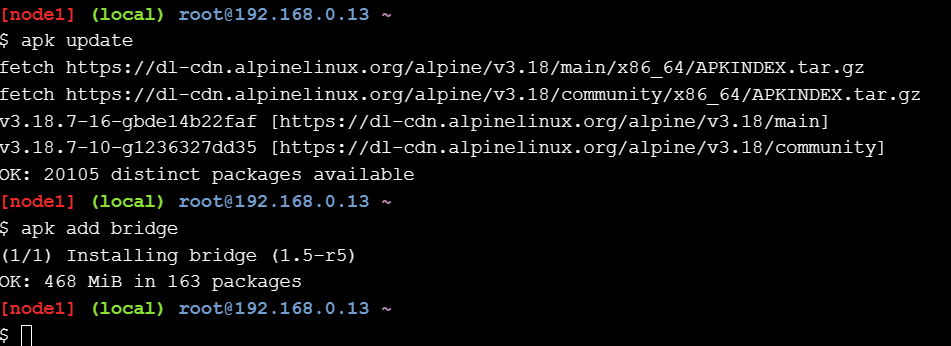 [node1] (local) root@192.168.0.13 ~
$ apk update
fetch https://dl-cdn.alpinelinux.org/alpine/v3.18/main/x86_64/APKINDEX.tar.gz
fetch https://dl-cdn.alpinelinux.org/alpine/v3.18/community/x86_64/APKINDEX.tar.gz
v3.18.7-16-gbde14b22faf [https://dl-cdn.alpinelinux.org/alpine/v3.18/main]
v3.18.7-10-g1236327dd35 [https://dl-cdn.alpinelinux.org/alpine/v3.18/community]
OK: 20105 distinct packages available
[node1] (local) root@192.168.0.13 ~
$ apk add bridge
(1/1) Installing bridge (1.5-r5)
OK: 468 MiB in 163 packages
[node1] (local) root@192.168.0.13 ~
$